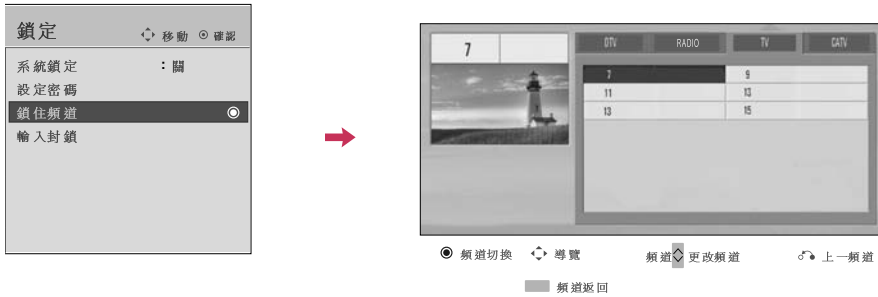 鎖定 移動 ◉ 確認
系統鎖定 : 關
設定密碼
鎖住頻道 ◉
輸入封鎖
7
DTV RADIO TV CATV
7 9
11 13
13 15
◉ 頻道切換 導覽 頻道 更改頻道 上一頻道
頻道返回